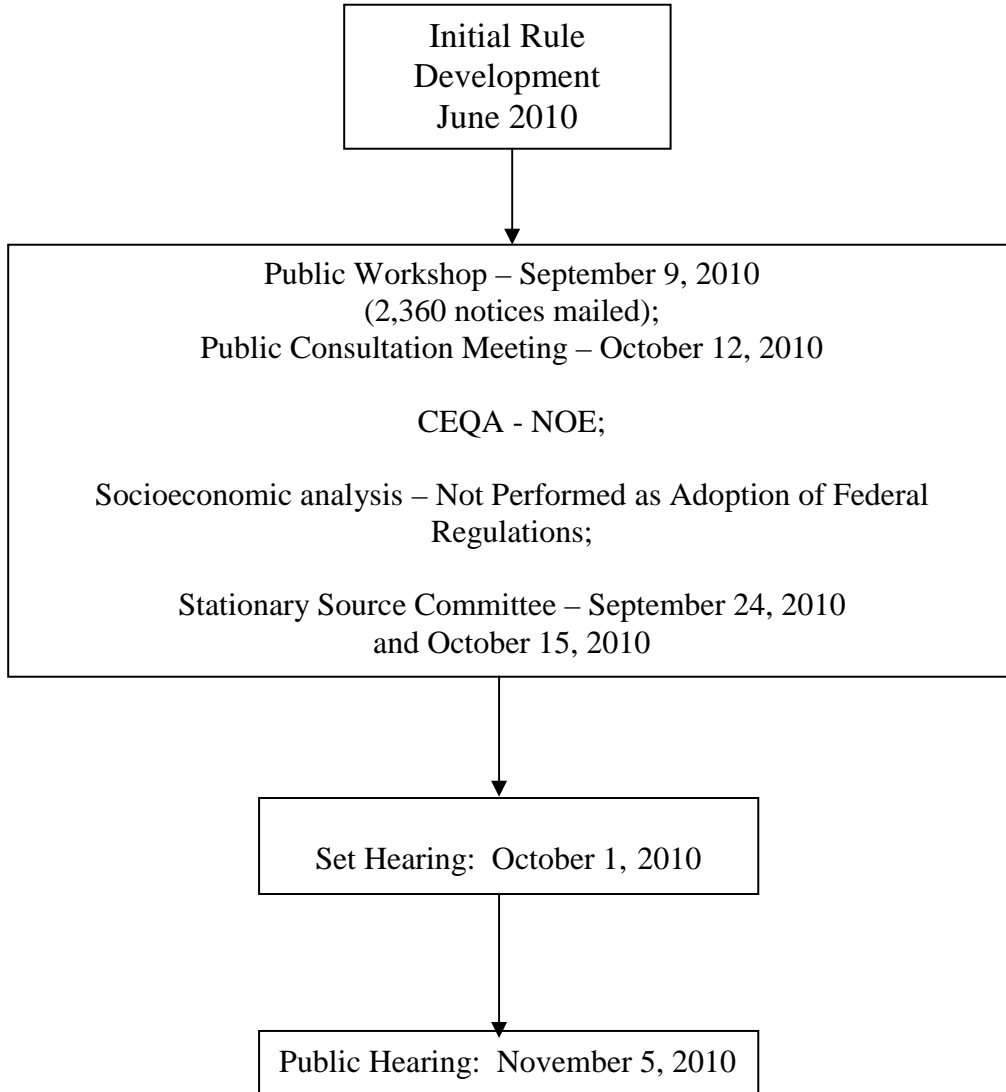 Initial Rule
Development
June 2010
Public Workshop – September 9, 2010
(2,360 notices mailed);
Public Consultation Meeting – October 12, 2010
CEQA - NOE;
Socioeconomic analysis – Not Performed as Adoption of Federal
Regulations;
Stationary Source Committee – September 24, 2010
and October 15, 2010
Set Hearing:  October 1, 2010
Public Hearing:  November 5, 2010